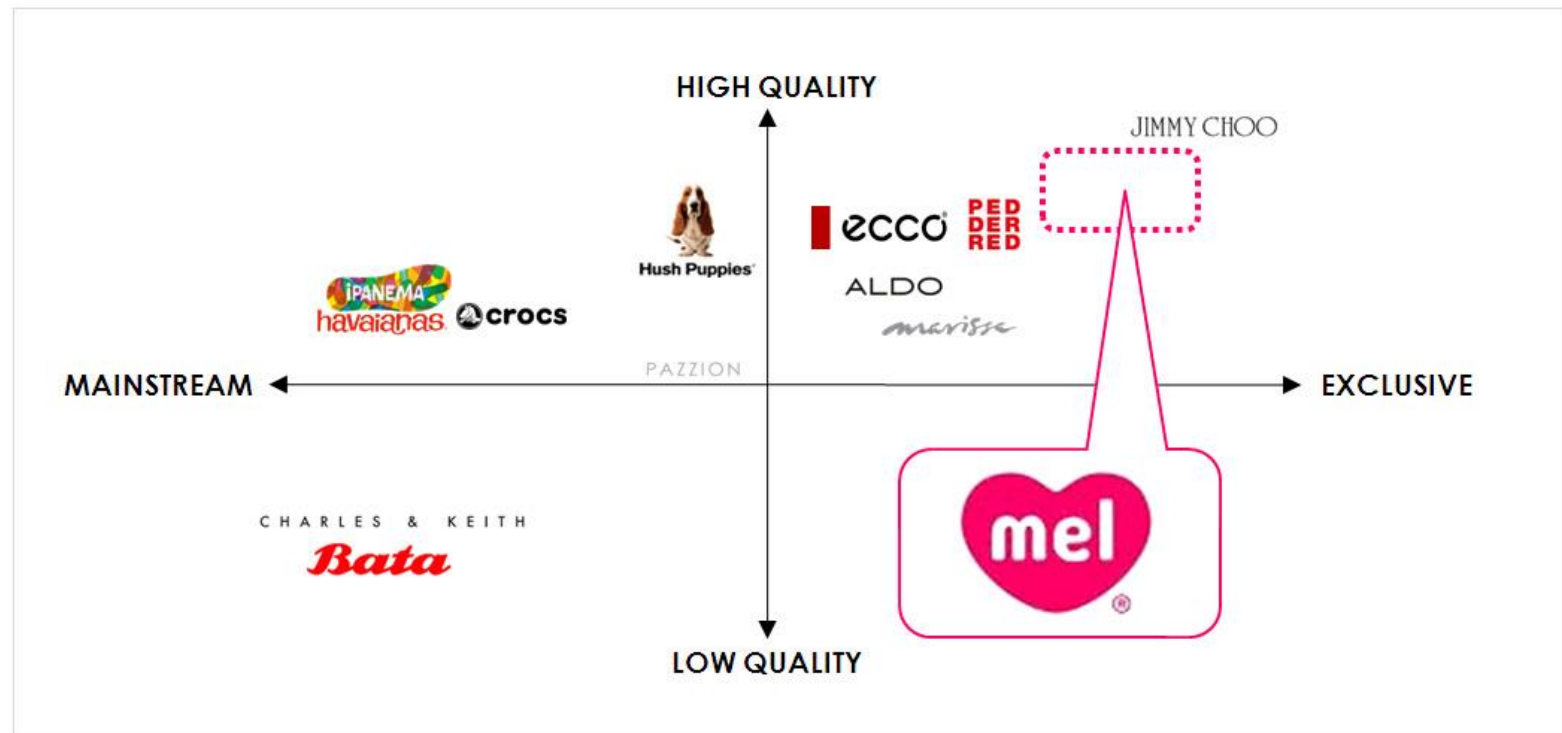 HIGH QUALITY
JIMMY CHOO
ecco
PED
DER
RED
Hush Puppies
IPANEMA
havaianas
crocs
ALDO
marisse
PAZZION
MAINSTREAM
EXCLUSIVE
CHARLES & KEITH
Bata
mel
®
LOW QUALITY